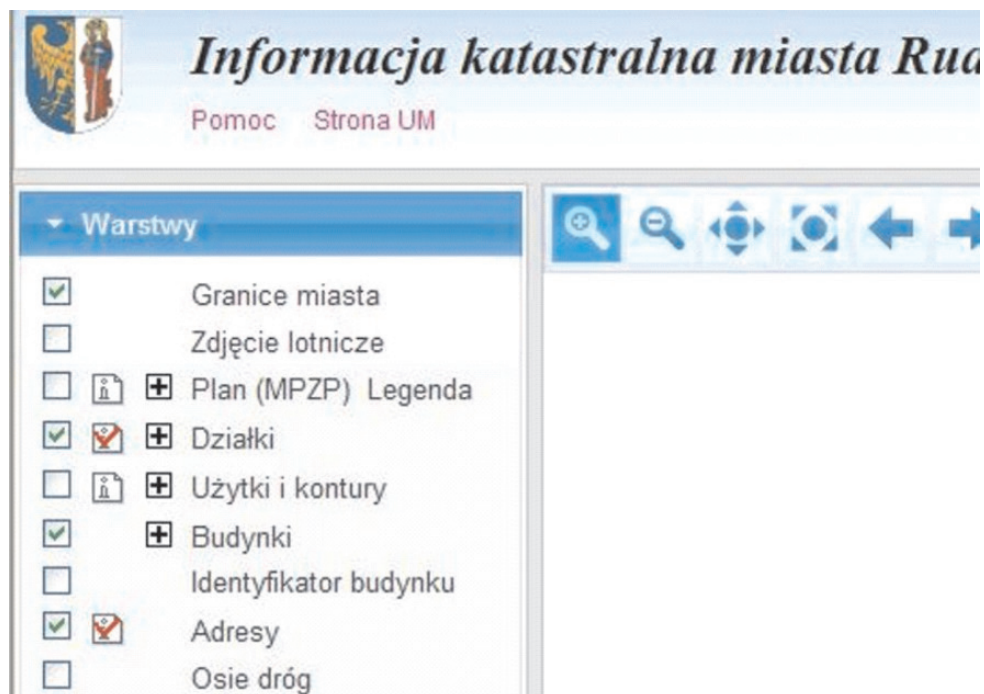 Informacja katastralna miasta
Pomoc Strona UM
Warstwy
Granice miasta
Zdjęcie lotnicze
Plan (MPZP) Legenda
Działki
Użytki i kontury
Budynki
Identyfikator budynku
Adresy
Osie dróg